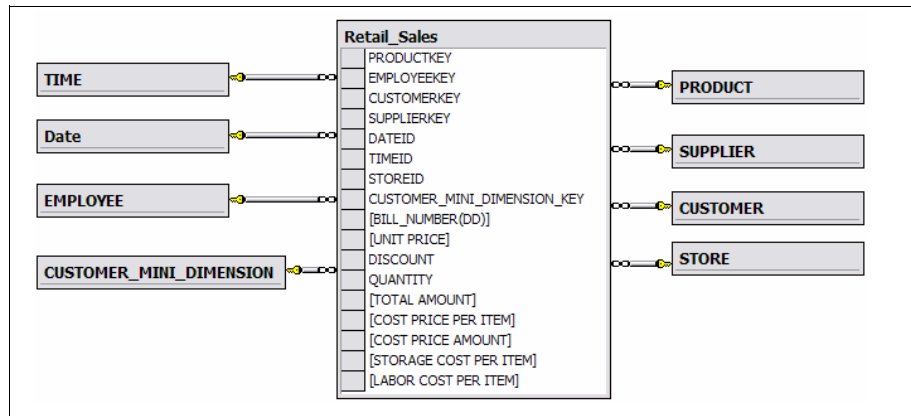 Retail_Sales
PRODUCTKEY
EMPLOYEEKEY
CUSTOMERKEY
SUPPLIERKEY
DATEID
TIMEID
STOREID
CUSTOMER_MINI_DIMENSION_KEY
[BILL_NUMBER(DD)]
[UNIT PRICE]
DISCOUNT
QUANTITY
[TOTAL AMOUNT]
[COST PRICE PER ITEM]
[COST PRICE AMOUNT]
[STORAGE COST PER ITEM]
[LABOR COST PER ITEM]
TIME
Date
EMPLOYEE
CUSTOMER_MINI_DIMENSION
PRODUCT
SUPPLIER
CUSTOMER
STORE